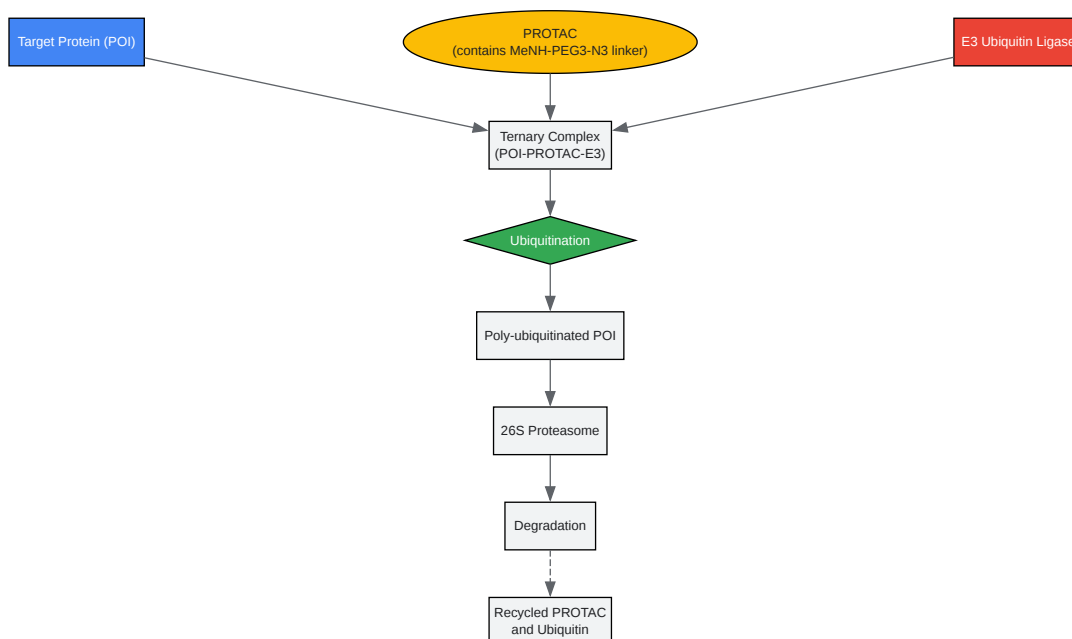 Target Protein (POI)
PROTAC
(contains MeNH-PEG3-N3 linker)
E3 Ubiquitin Ligase
Ternary Complex
(POI-PROTAC-E3)
Ubiquitination
Poly-ubiquitinated POI
26S Proteasome
Degradation
Recycled PROTAC
and Ubiquitin